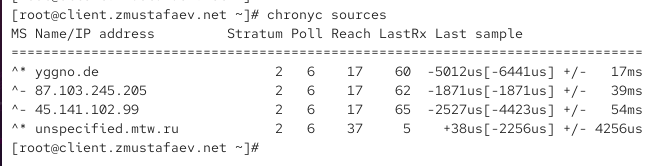 [root@client.zmustafaev.net ~]# chronyc sources
MS Name/IP address         Stratum Poll Reach LastRx Last sample
===============================================================================
^* yggno.de                      2   6    17    60  -5012us[-6441us] +/-   17ms
^- 87.103.245.205                2   6    17    62  -1871us[-1871us] +/-   39ms
^- 45.141.102.99                 2   6    17    65  -2527us[-4423us] +/-   54ms
^* unspecified.mtw.ru            2   6    37     5    +38us[-2256us] +/- 4256us
[root@client.zmustafaev.net ~]#